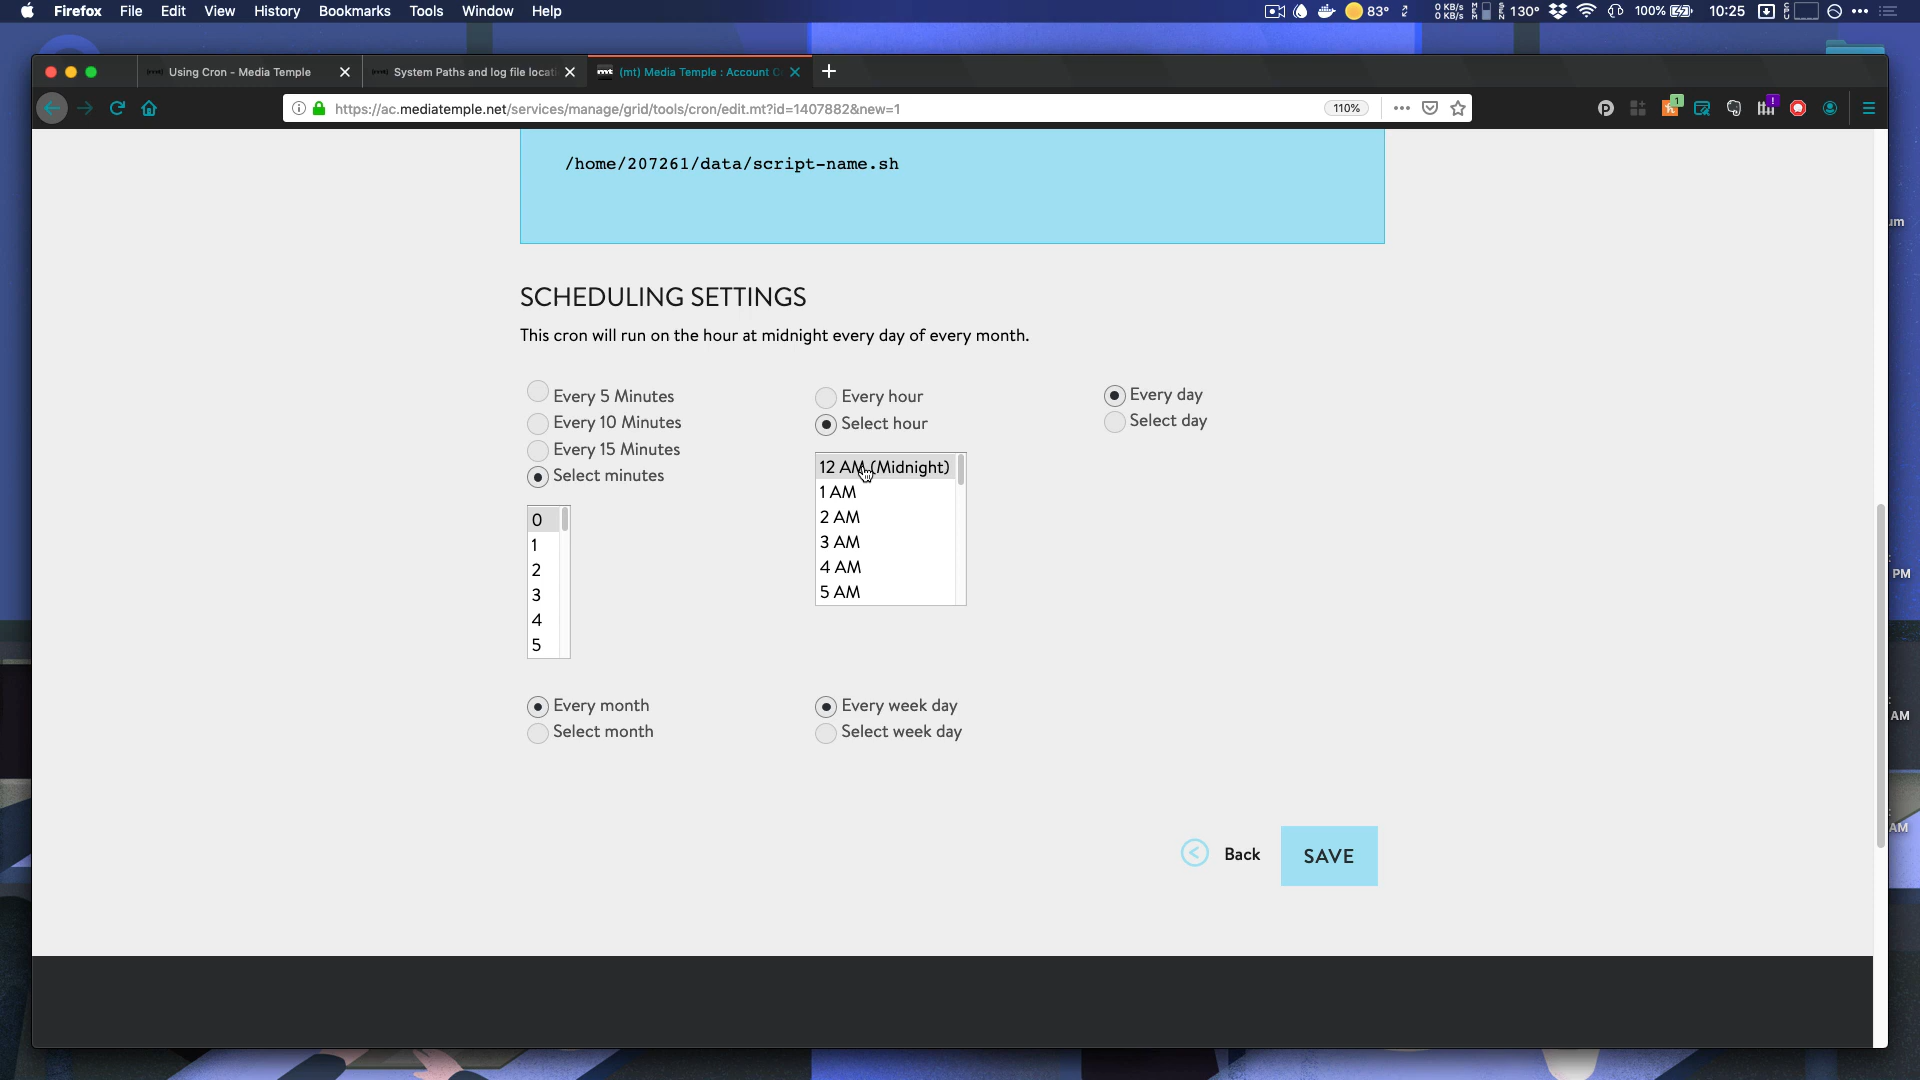 Firefox File Edit View History Bookmarks Tools Window Help 83° 0 KB/s 0 KB/s 130° 100% 10:25
Using Cron - Media Temple
System Paths and log file locati
(mt) Media Temple : Account C
https://ac.mediatemple.net/services/manage/grid/tools/cron/edit.mt?id=1407882&new=1 110%
/home/207261/data/script-name.sh
SCHEDULING SETTINGS
This cron will run on the hour at midnight every day of every month.
Every 5 Minutes
Every 10 Minutes
Every 15 Minutes
Select minutes
0
1
2
3
4
5
Every hour
Select hour
12 AM (Midnight)
1 AM
2 AM
3 AM
4 AM
5 AM
Every day
Select day
Every month
Select month
Every week day
Select week day
Back
SAVE
um
PM
AM
AM